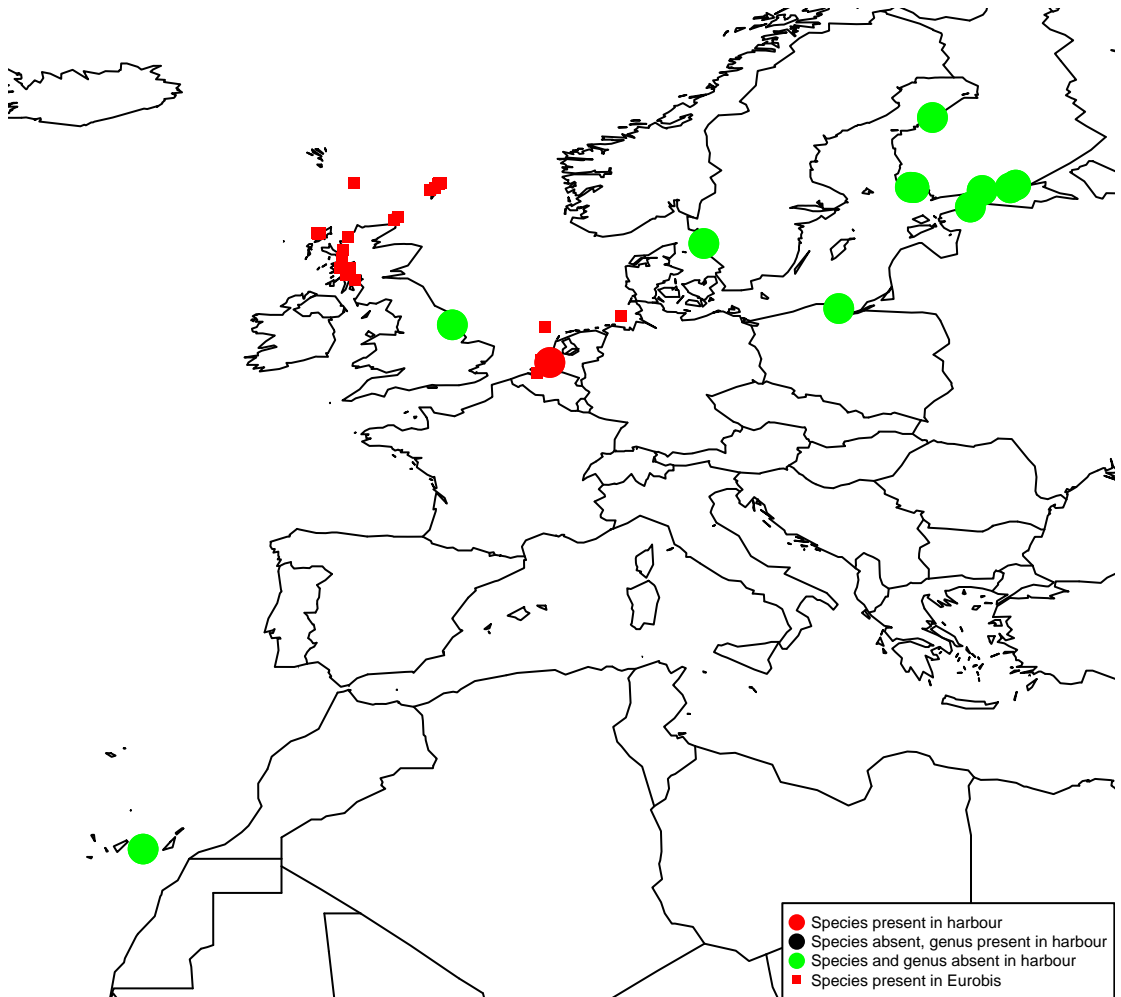 Species present in harbour
Species absent, genus present in harbour
Species and genus absent in harbour
Species present in Eurobis